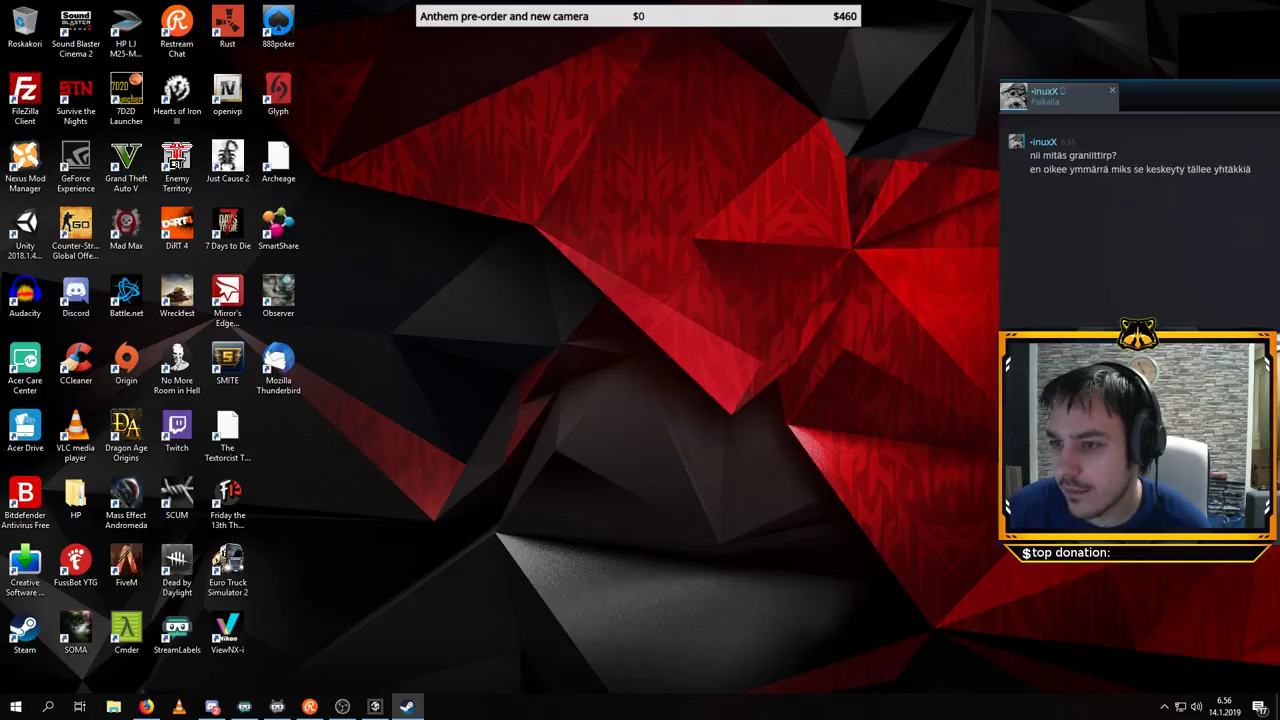 Anthem pre-order and new camera $0 $460
Roskakori
Sound Blaster
Cinema 2
HP LJ
M25-M...
Restream
Chat
Rust
888poker
FileZilla
Client
Survive the
Nights
7D2D
Launcher
Hearts of Iron
III
openivp
Glyph
Nexus Mod
Manager
GeForce
Experience
Grand Theft
Auto V
Enemy
Territory
Just Cause 2
Archeage
Unity
2018.1.4...
Counter-Str...
Global Offe...
Mad Max
DiRT 4
7 Days to Die
SmartShare
Audacity
Discord
Battle.net
Wreckfest
Mirror's
Edge...
Observer
Acer Care
Center
CCleaner
Origin
No More
Room in Hell
SMITE
Mozilla
Thunderbird
Acer Drive
VLC media
player
Dragon Age
Origins
Twitch
The
Textorcist T...
Bitdefender
Antivirus Free
HP
Mass Effect
Andromeda
SCUM
Friday the
13th Th...
Creative
Software ...
FussBot YTG
FiveM
Dead by
Daylight
Euro Truck
Simulator 2
Steam
SOMA
Cmder
StreamLabels
ViewNX-i
•inuxX
Paikalla
•inuxX 6.55
nii mitäs graniittirp?
en oikee ymmärrä miks se keskeyty tällee yhtäkkiä
$top donation:
6.56
14.1.2019